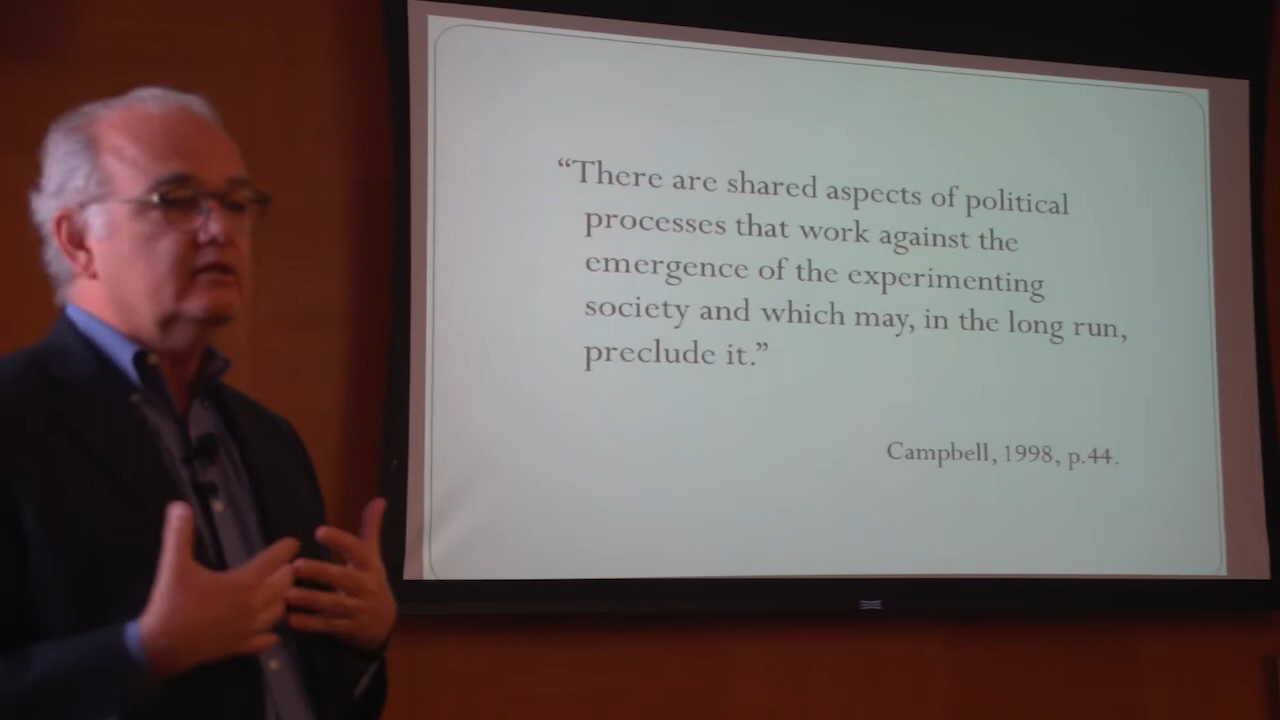 “There are shared aspects of political
processes that work against the
emergence of the experimenting
society and which may, in the long run,
preclude it.”
Campbell, 1998, p.44.